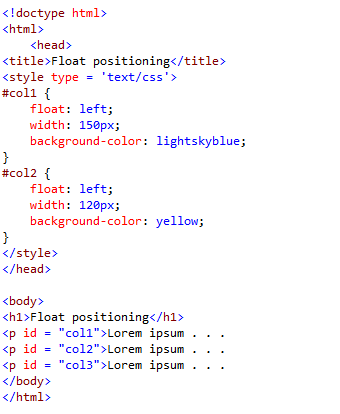 <!doctype html>
<html>
    <head>
<title>Float positioning</title>
<style type = 'text/css'>
#col1 {
    float: left;
    width: 150px;
    background-color: lightskyblue;
}
#col2 {
    float: left;
    width: 120px;
    background-color: yellow;
}
</style>
</head>

<body>
<h1>Float positioning</h1>
<p id = "col1">Lorem ipsum . . .
<p id = "col2">Lorem ipsum . . .
<p id = "col3">Lorem ipsum . . .
</body>
</html>